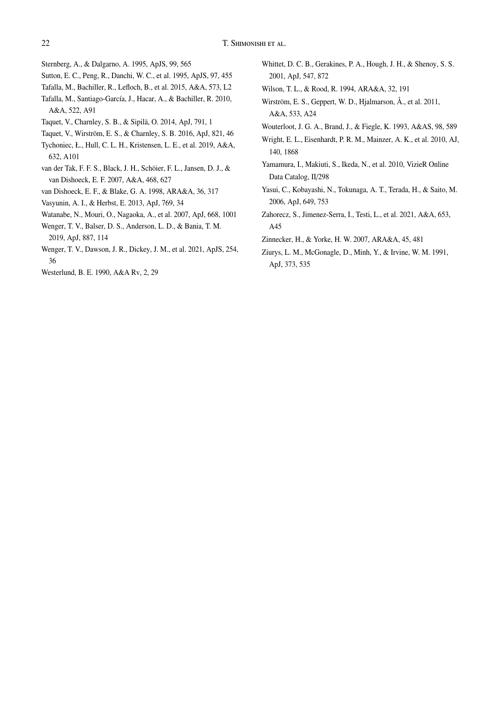 22
T. Shimonishi et al.
Sternberg, A., & Dalgarno, A. 1995, ApJS, 99, 565
Sutton, E. C., Peng, R., Danchi, W. C., et al. 1995, ApJS, 97, 455
Tafalla, M., Bachiller, R., Lefloch, B., et al. 2015, A&A, 573, L2
Tafalla, M., Santiago-García, J., Hacar, A., & Bachiller, R. 2010,
A&A, 522, A91
Taquet, V., Charnley, S. B., & Sipilä, O. 2014, ApJ, 791, 1
Taquet, V., Wirström, E. S., & Charnley, S. B. 2016, ApJ, 821, 46
Tychoniec, Ł., Hull, C. L. H., Kristensen, L. E., et al. 2019, A&A,
632, A101
van der Tak, F. F. S., Black, J. H., Schöier, F. L., Jansen, D. J., &
van Dishoeck, E. F. 2007, A&A, 468, 627
van Dishoeck, E. F., & Blake, G. A. 1998, ARA&A, 36, 317
Vasyunin, A. I., & Herbst, E. 2013, ApJ, 769, 34
Watanabe, N., Mouri, O., Nagaoka, A., et al. 2007, ApJ, 668, 1001
Wenger, T. V., Balser, D. S., Anderson, L. D., & Bania, T. M.
2019, ApJ, 887, 114
Wenger, T. V., Dawson, J. R., Dickey, J. M., et al. 2021, ApJS, 254,
36
Westerlund, B. E. 1990, A&A Rv, 2, 29
Whittet, D. C. B., Gerakines, P. A., Hough, J. H., & Shenoy, S. S.
2001, ApJ, 547, 872
Wilson, T. L., & Rood, R. 1994, ARA&A, 32, 191
Wirström, E. S., Geppert, W. D., Hjalmarson, Å., et al. 2011,
A&A, 533, A24
Wouterloot, J. G. A., Brand, J., & Fiegle, K. 1993, A&AS, 98, 589
Wright, E. L., Eisenhardt, P. R. M., Mainzer, A. K., et al. 2010, AJ,
140, 1868
Yamamura, I., Makiuti, S., Ikeda, N., et al. 2010, VizieR Online
Data Catalog, II/298
Yasui, C., Kobayashi, N., Tokunaga, A. T., Terada, H., & Saito, M.
2006, ApJ, 649, 753
Zahorecz, S., Jimenez-Serra, I., Testi, L., et al. 2021, A&A, 653,
A45
Zinnecker, H., & Yorke, H. W. 2007, ARA&A, 45, 481
Ziurys, L. M., McGonagle, D., Minh, Y., & Irvine, W. M. 1991,
ApJ, 373, 535